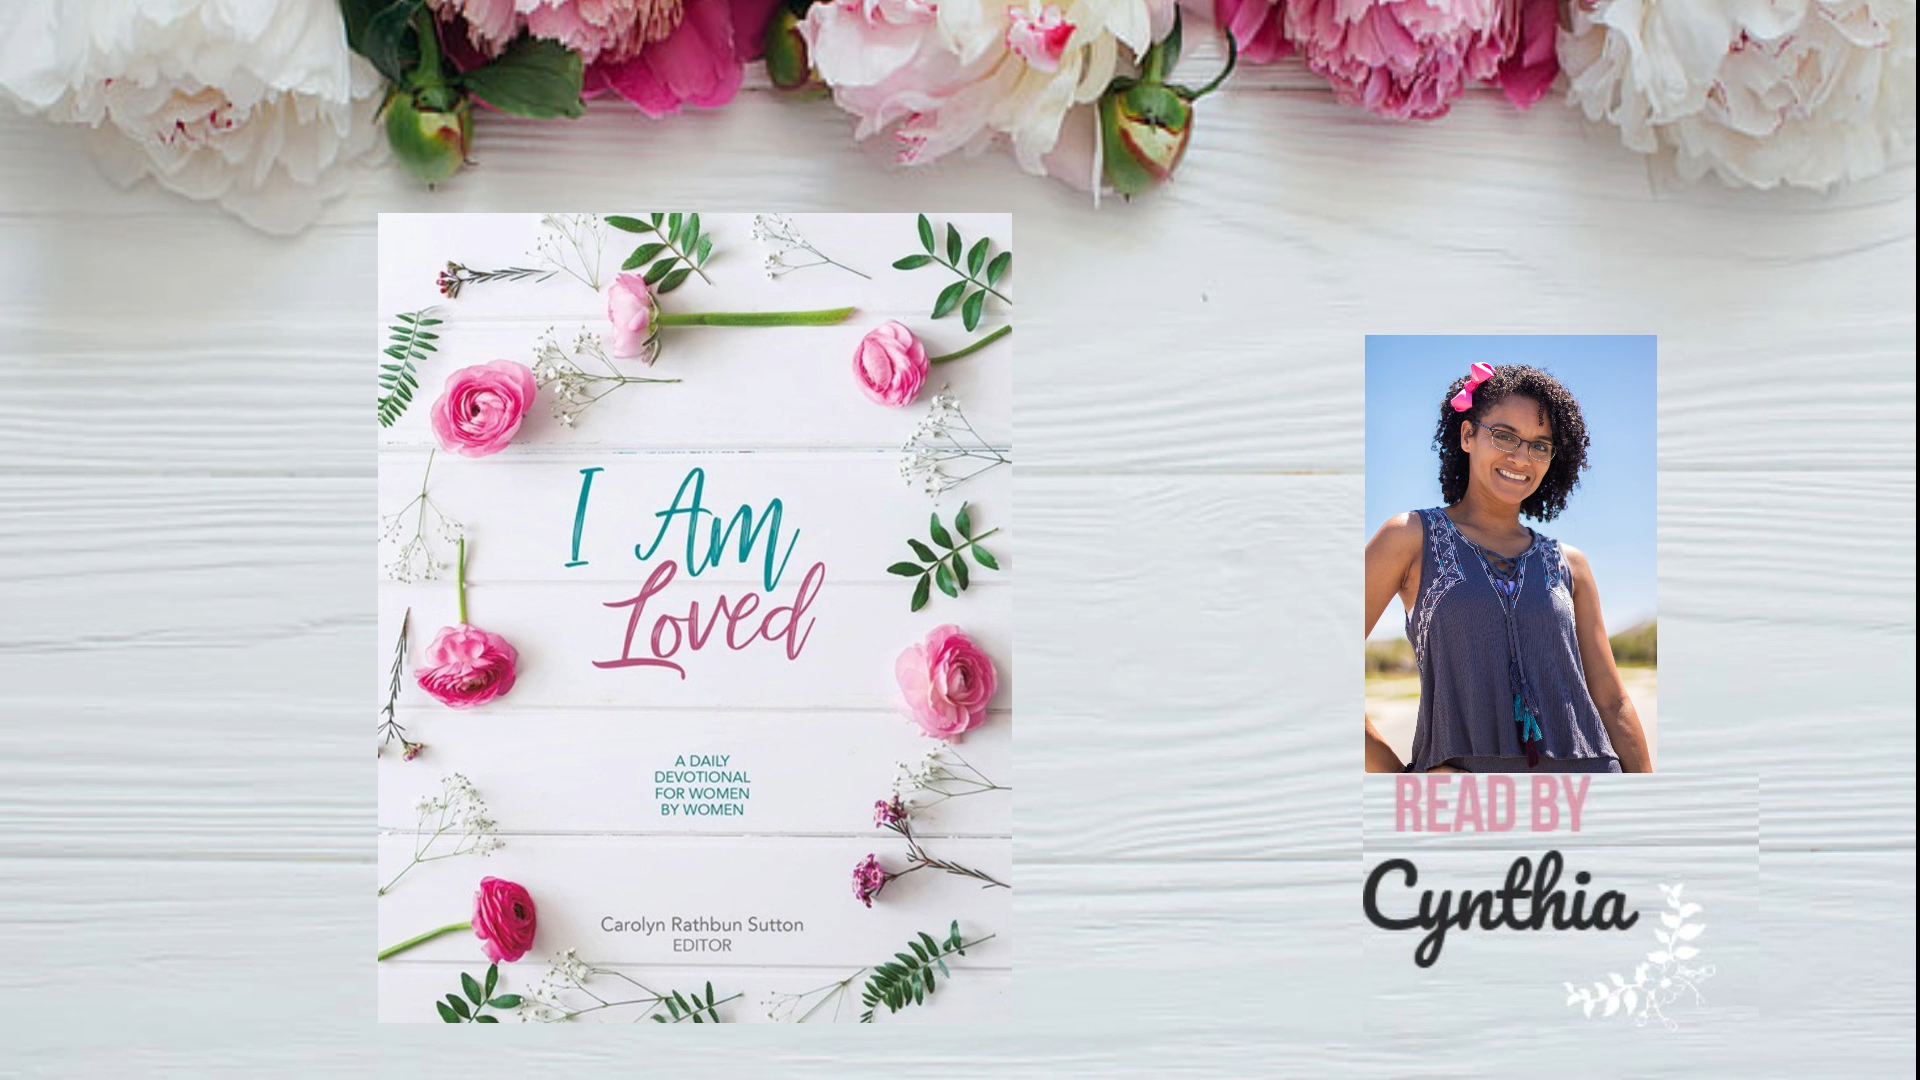 I Am
Loved
A DAILY
DEVOTIONAL
FOR WOMEN
BY WOMEN
Carolyn Rathbun Sutton
EDITOR
READ BY
Cynthia